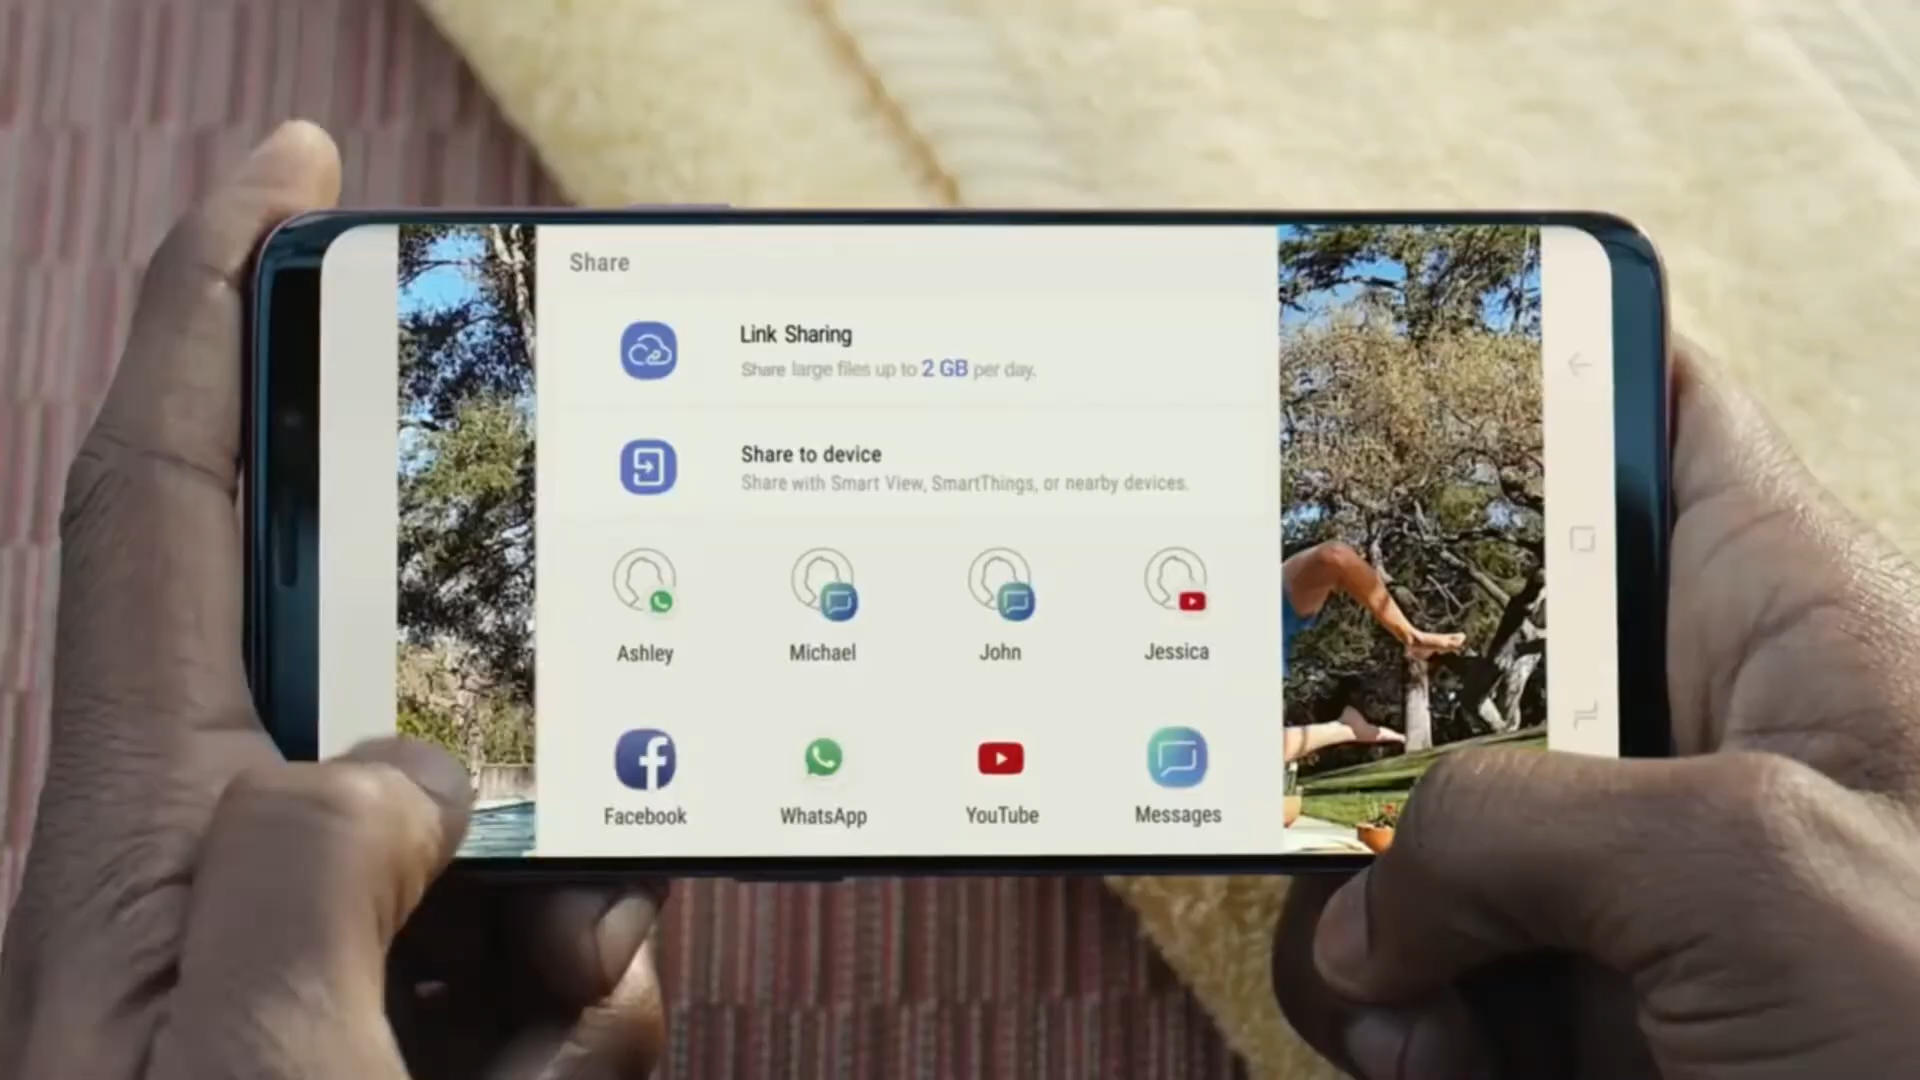 Share
Link Sharing
Share large files up to 2 GB per day.
Share to device
Share with Smart View, SmartThings, or nearby devices.
Ashley Michael John Jessica
Facebook WhatsApp YouTube Messages